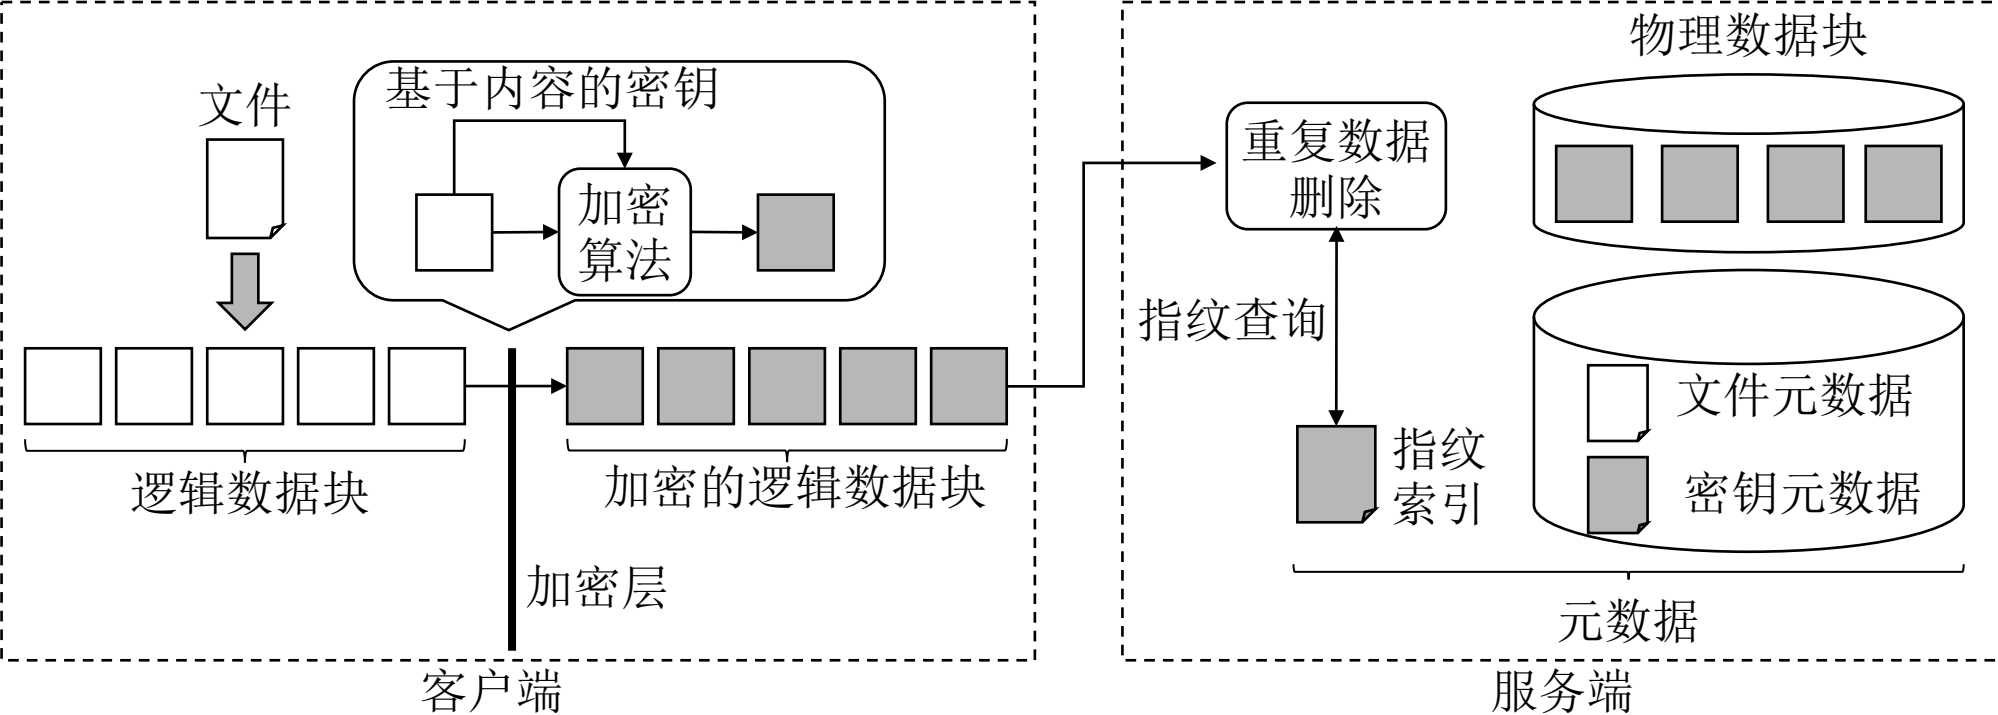 文件
基于内容的密钥
加密
算法
逻辑数据块
加密的逻辑数据块
加密层
客户端
物理数据块
重复数据
删除
指纹查询
指纹
索引
文件元数据
密钥元数据
元数据
服务端